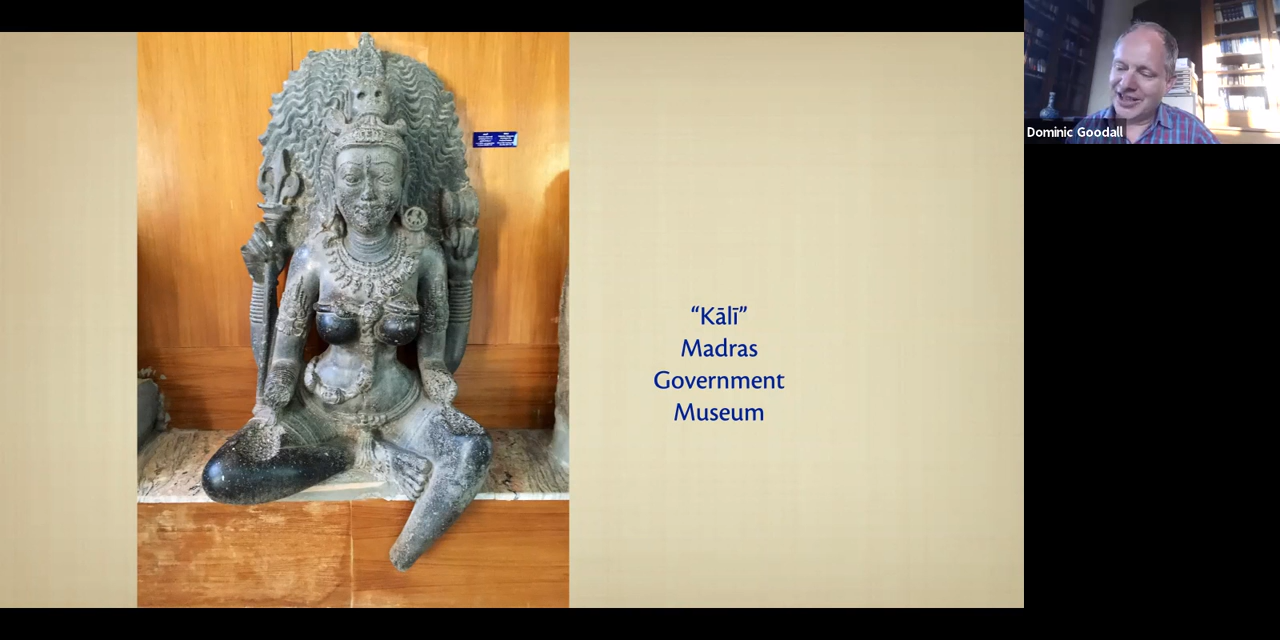 “Kālī”
Madras
Government
Museum
Dominic Goodall